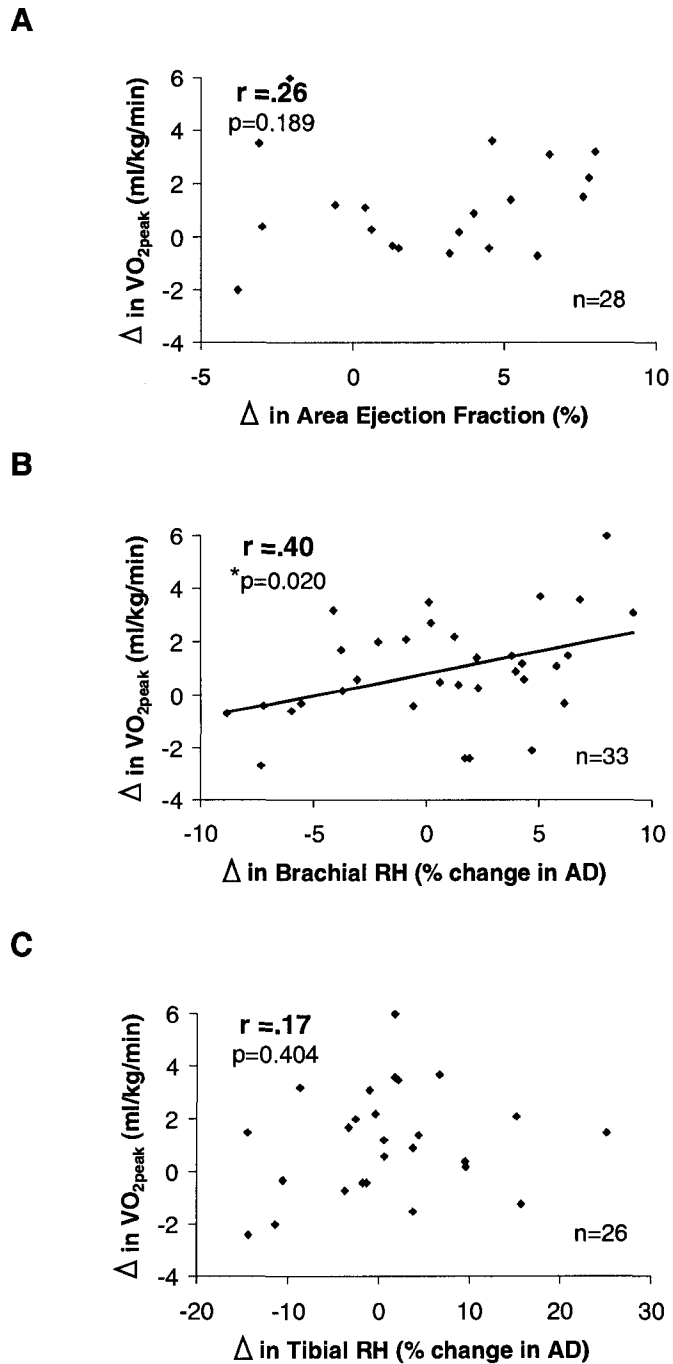 A
Δ in VO2peak (ml/kg/min)
6
4
2
0
-2
-4
r =.26
p=0.189
n=28
-5 0 5 10
Δ in Area Ejection Fraction (%)
B
Δ in VO2peak (ml/kg/min)
6
4
2
0
-2
-4
r =.40
*p=0.020
n=33
-10 -5 0 5 10
Δ in Brachial RH (% change in AD)
C
Δ in VO2peak (ml/kg/min)
6
4
2
0
-2
-4
r =.17
p=0.404
n=26
-20 -10 0 10 20 30
Δ in Tibial RH (% change in AD)